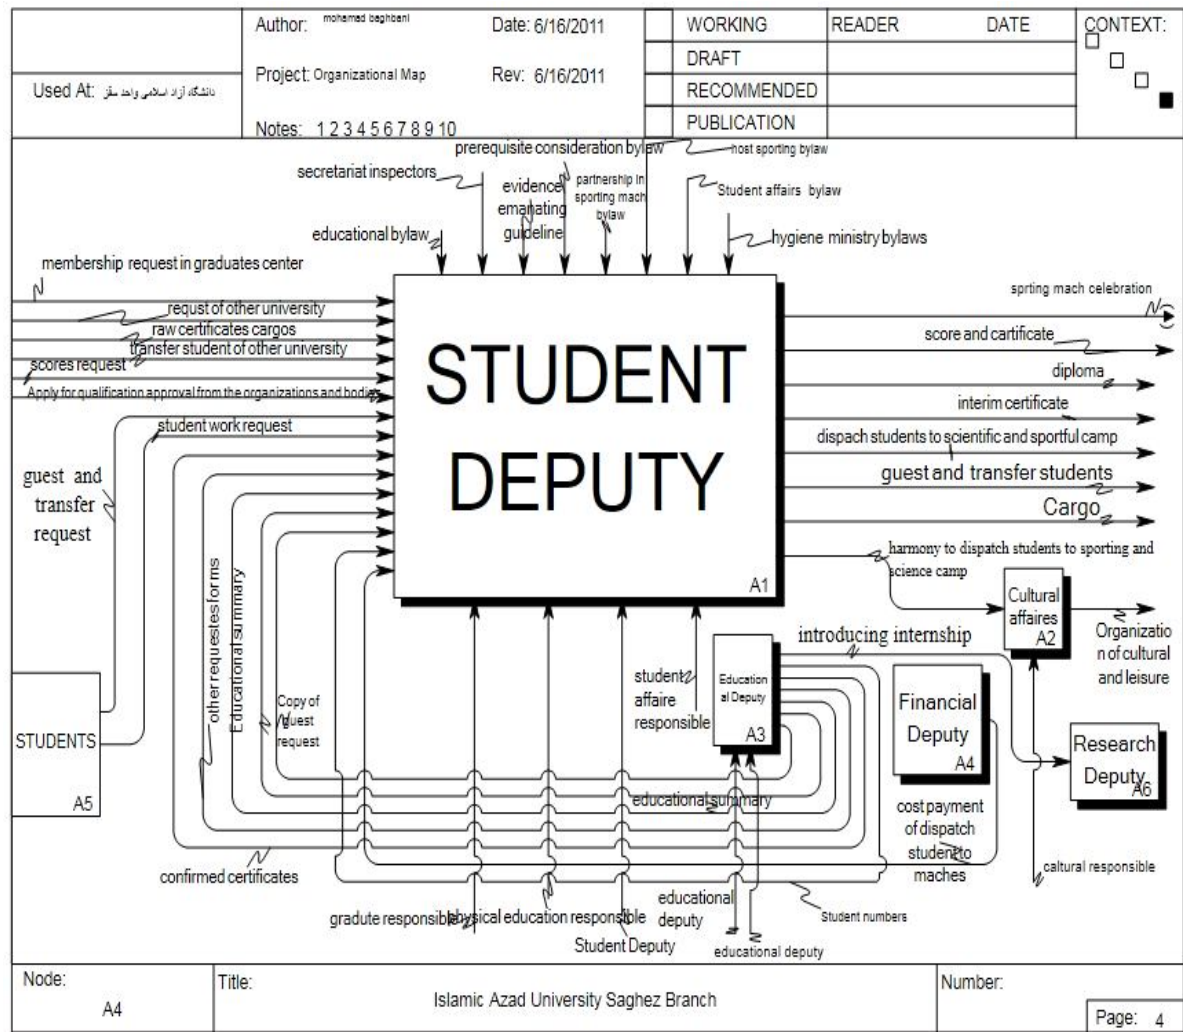 Author: mohamad baghbani
Date: 6/16/2011
WORKING
READER
DATE
CONTEXT:
DRAFT
Project: Organizational Map
Rev: 6/16/2011
Used At: دانشگاه آزاد اسلامی واحد سقز
RECOMMENDED
Notes: 1 2 3 4 5 6 7 8 9 10
PUBLICATION
prerequisite consideration bylaw
host sporting bylaw
secretariat inspectors
evidence
emanating
guideline
partnership in
sporting mach
bylaw
Student affairs bylaw
educational bylaw
hygiene ministry bylaws
membership request in graduates center
requst of other university
raw certificates cargos
transfer student of other university
scores request
Apply for qualification approval from the organizations and bodies
student work request
guest and
transfer
request
STUDENT
DEPUTY
A1
sprting mach celebration
score and cartificate
diploma
interim certificate
dispach students to scientific and sportful camp
guest and transfer students
Cargo
harmony to dispatch students to sporting and
science camp
Cultural
affaires
A2
Organizatio
n of cultural
and leisure
introducing internship
other requestes forms
Educational summary
Copy of
guest
request
student
affaire
responsible
Education
al Deputy
A3
Financial
Deputy
A4
Research
Deputy
A6
STUDENTS
A5
educational summary
cost payment
of dispatch
student to
maches
confirmed certificates
caltural responsible
gradute responsible
physical education responsible
Student Deputy
educational
deputy
educational deputy
Student numbers
Node:
A4
Title:
Islamic Azad University Saghez Branch
Number:
Page: 4